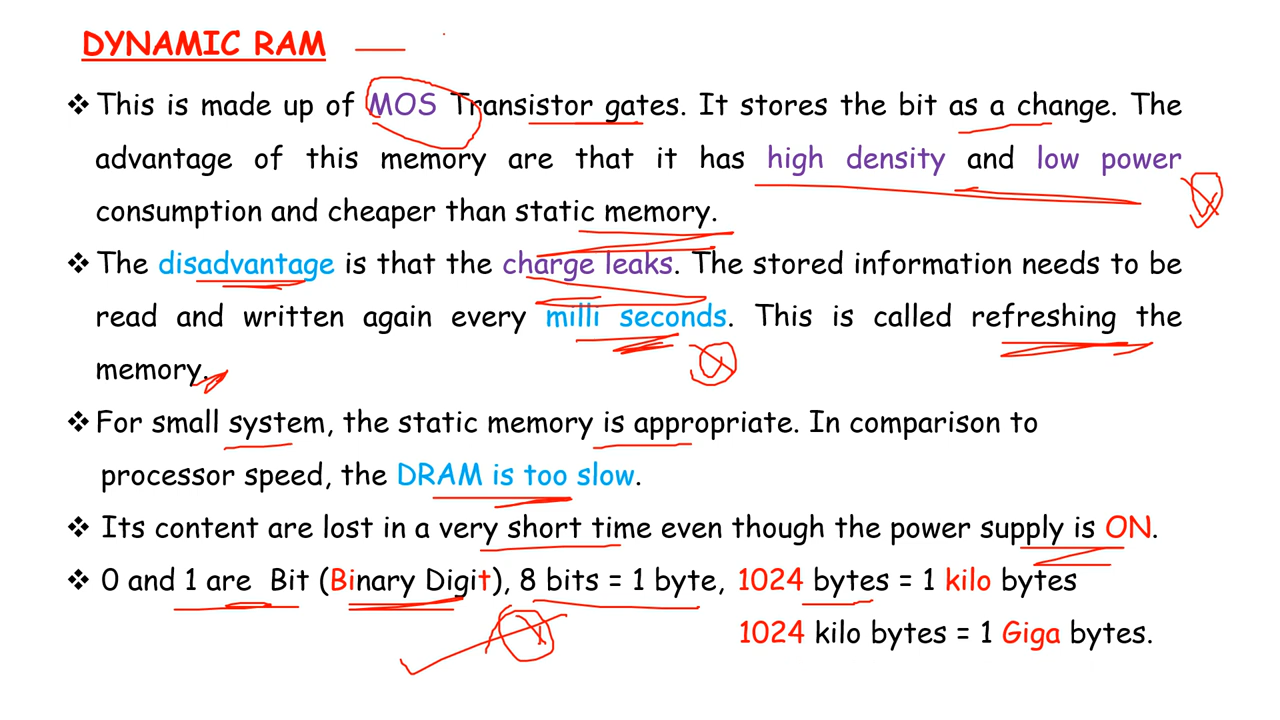 DYNAMIC RAM
❖ This is made up of MOS Transistor gates. It stores the bit as a change. The
advantage of this memory are that it has high density and low power
consumption and cheaper than static memory.
❖ The disadvantage is that the charge leaks. The stored information needs to be
read and written again every milli seconds. This is called refreshing the
memory.
❖ For small system, the static memory is appropriate. In comparison to
processor speed, the DRAM is too slow.
❖ Its content are lost in a very short time even though the power supply is ON.
❖ 0 and 1 are Bit (Binary Digit), 8 bits = 1 byte, 1024 bytes = 1 kilo bytes
1024 kilo bytes = 1 Giga bytes.